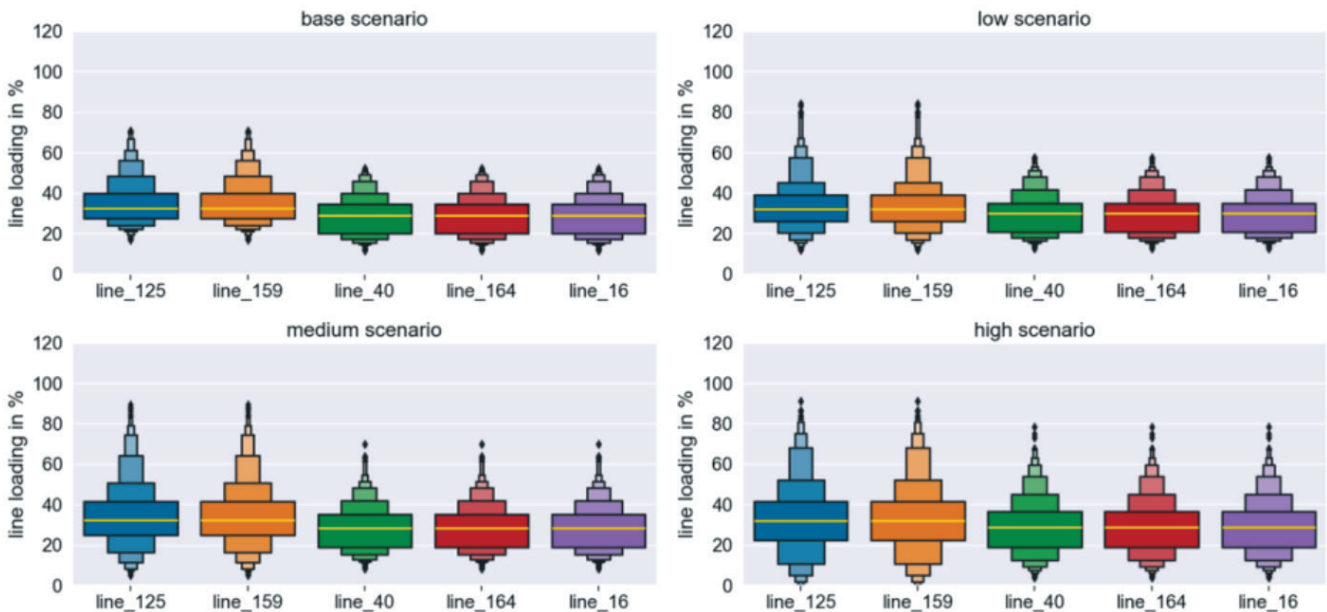 base scenario
line loading in %
120
100
80
60
40
20
0
line_125 line_159 line_40 line_164 line_16
low scenario
line loading in %
120
100
80
60
40
20
0
line_125 line_159 line_40 line_164 line_16
medium scenario
line loading in %
120
100
80
60
40
20
0
line_125 line_159 line_40 line_164 line_16
high scenario
line loading in %
120
100
80
60
40
20
0
line_125 line_159 line_40 line_164 line_16